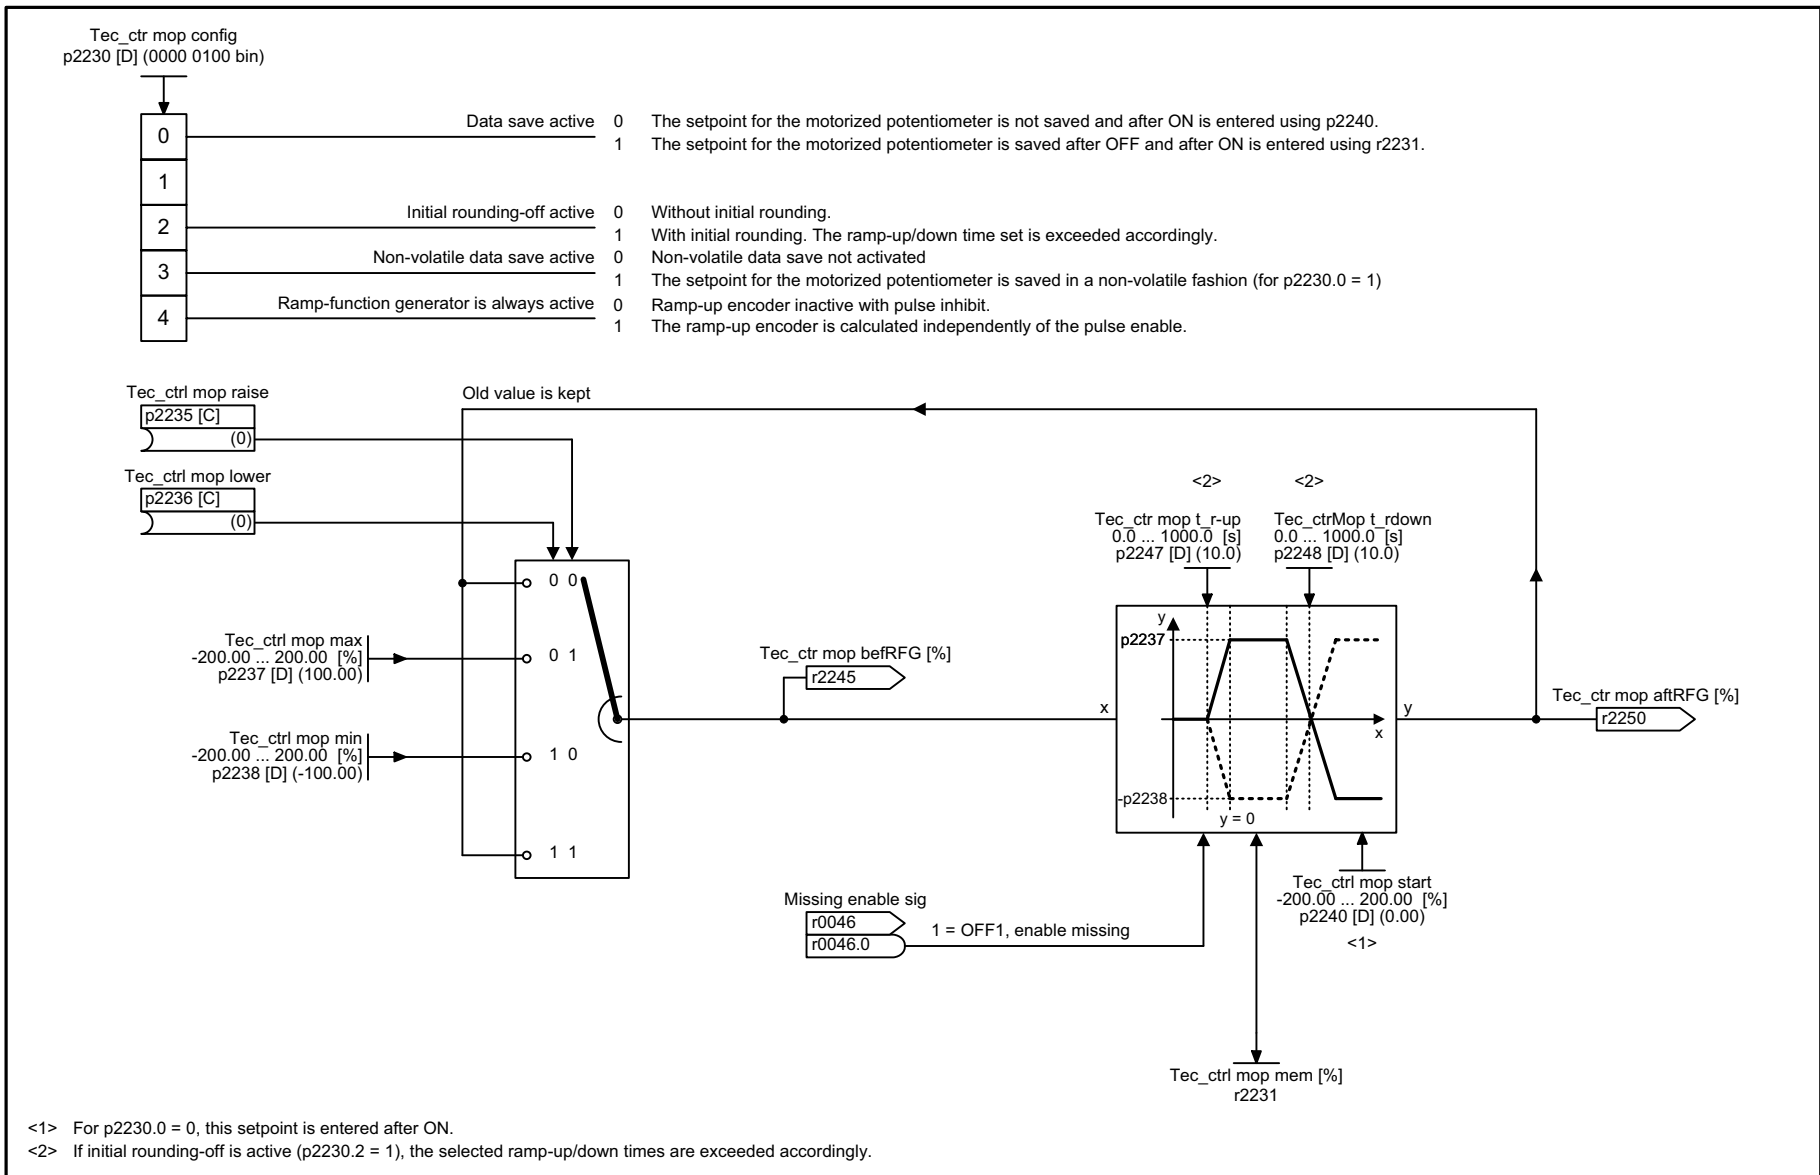 Tec_ctr mop config
p2230 [D] (0000 0100 bin)
0
Data save active
0 The setpoint for the motorized potentiometer is not saved and after ON is entered using p2240.
1 The setpoint for the motorized potentiometer is saved after OFF and after ON is entered using r2231.
1
2
Initial rounding-off active
0 Without initial rounding.
1 With initial rounding. The ramp-up/down time set is exceeded accordingly.
3
Non-volatile data save active
0 Non-volatile data save not activated
1 The setpoint for the motorized potentiometer is saved in a non-volatile fashion (for p2230.0 = 1)
4
Ramp-function generator is always active
0 Ramp-up encoder inactive with pulse inhibit.
1 The ramp-up encoder is calculated independently of the pulse enable.
Tec_ctrl mop raise
p2235 [C]
(0)
Old value is kept
Tec_ctrl mop lower
p2236 [C]
(0)
<2>
<2>
Tec_ctr mop t_r-up
0.0 ... 1000.0 [s]
p2247 [D] (10.0)
Tec_ctrMop t_rdown
0.0 ... 1000.0 [s]
p2248 [D] (10.0)
0 0
0 1
1 0
1 1
Tec_ctrl mop max
-200.00 ... 200.00 [%]
p2237 [D] (100.00)
Tec_ctrl mop min
-200.00 ... 200.00 [%]
p2238 [D] (-100.00)
Tec_ctr mop befRFG [%]
r2245
x
y
p2237
x
-p2238
y = 0
y
Tec_ctr mop aftRFG [%]
r2250
Missing enable sig
r0046
r0046.0
1 = OFF1, enable missing
Tec_ctrl mop start
-200.00 ... 200.00 [%]
p2240 [D] (0.00)
<1>
Tec_ctrl mop mem [%]
r2231
<1> For p2230.0 = 0, this setpoint is entered after ON.
<2> If initial rounding-off is active (p2230.2 = 1), the selected ramp-up/down times are exceeded accordingly.